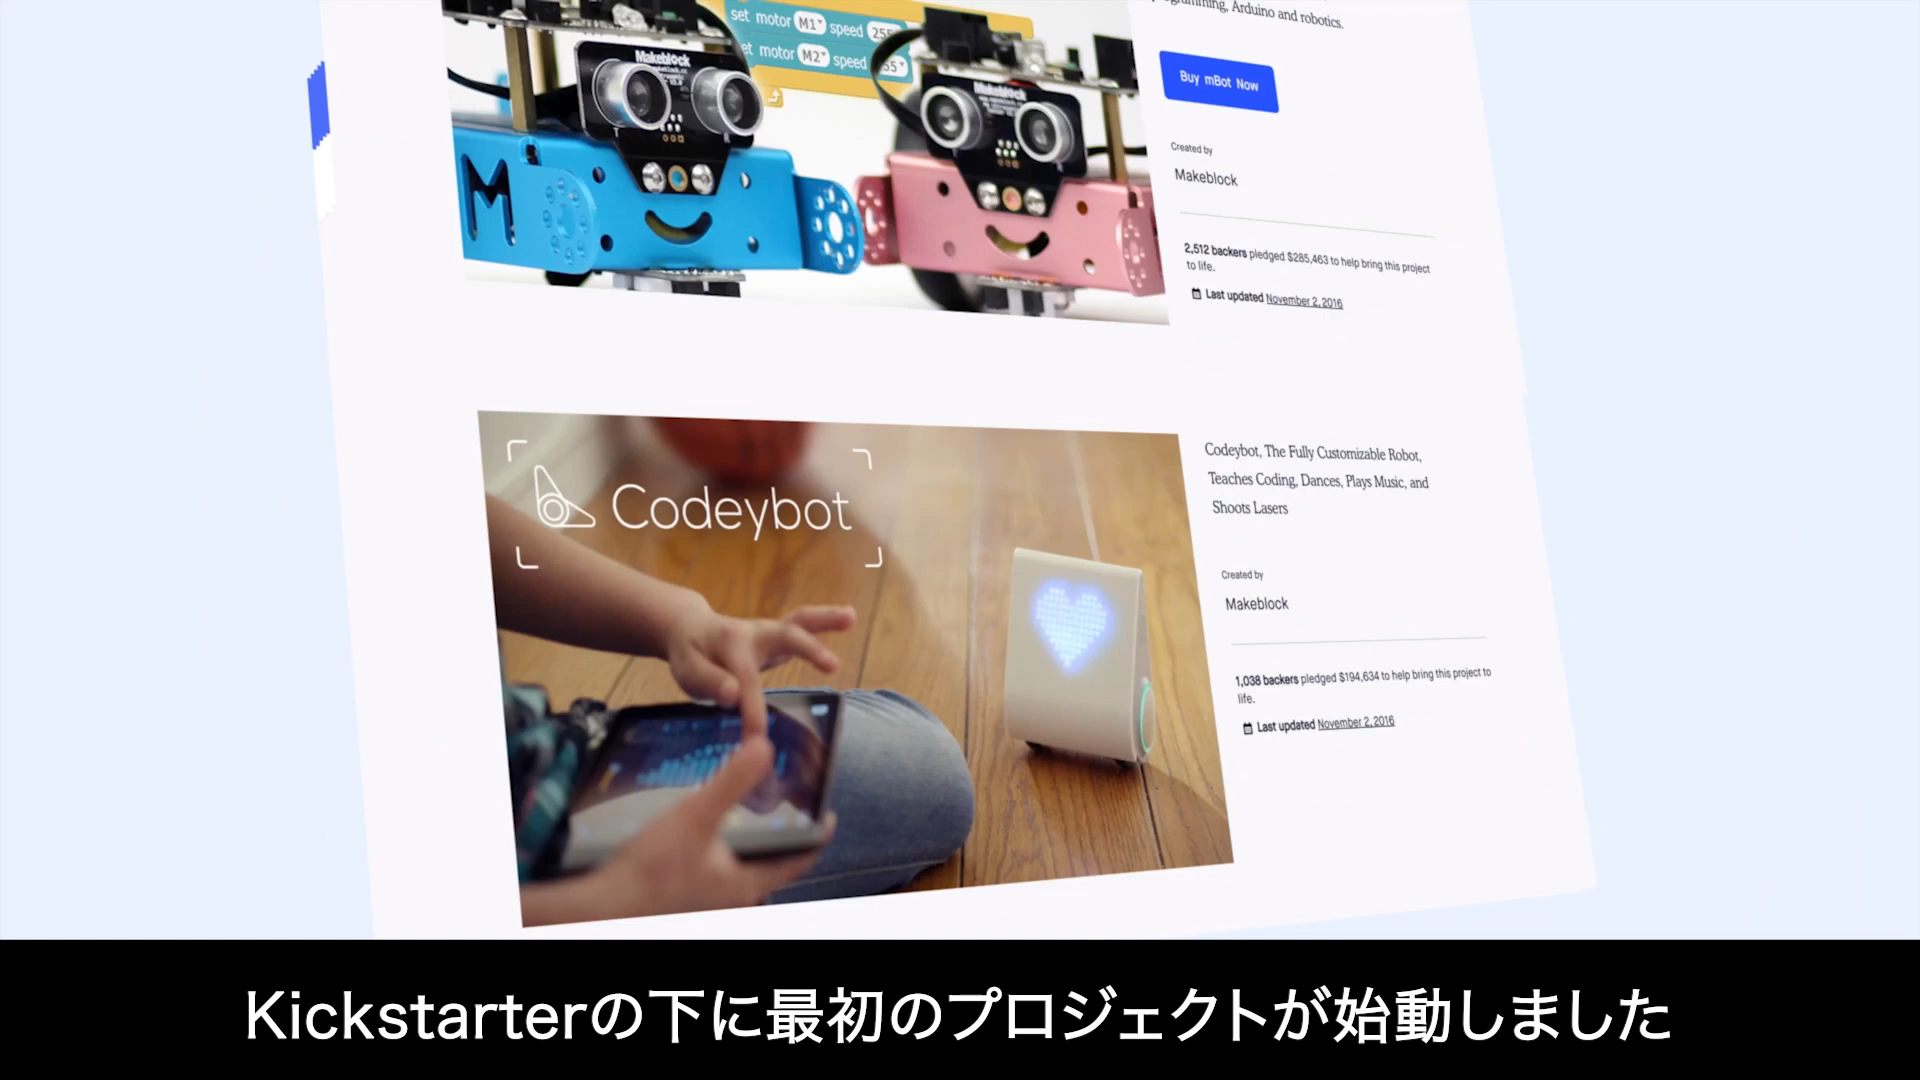 set motor M1 speed 255
set motor M2 speed 255
Makeblock
Makeblock
M
T
R
Arduino and robotics.
Buy mBot Now
Created by
Makeblock
2,512 backers pledged $285,463 to help bring this project
to life.
Last updated November 2, 2016
Codeybot
Codeybot, The Fully Customizable Robot,
Teaches Coding, Dances, Plays Music, and
Shoots Lasers
Created by
Makeblock
1,038 backers pledged $194,634 to help bring this project to
life.
Last updated November 2, 2016
Kickstarterの下に最初のプロジェクトが始動しました